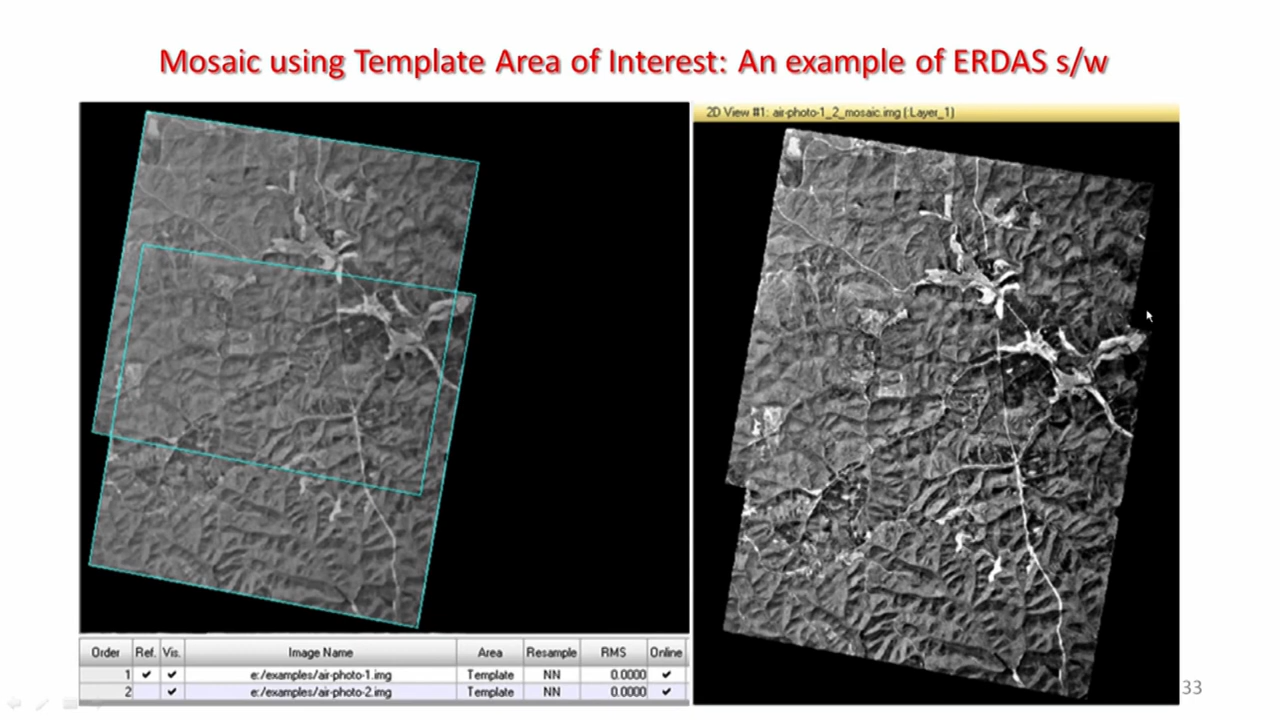 Mosaic using Template Area of Interest: An example of ERDAS s/w
2D View #1: air-photo-1_2_mosaic.img (:Layer_1)
Order Ref. Vis. Image Name Area Resample RMS Online
1 ✔ ✔ e:/examples/air-photo-1.img Template NN 0.0000 ✔
2 ✔ e:/examples/air-photo-2.img Template NN 0.0000 ✔
33